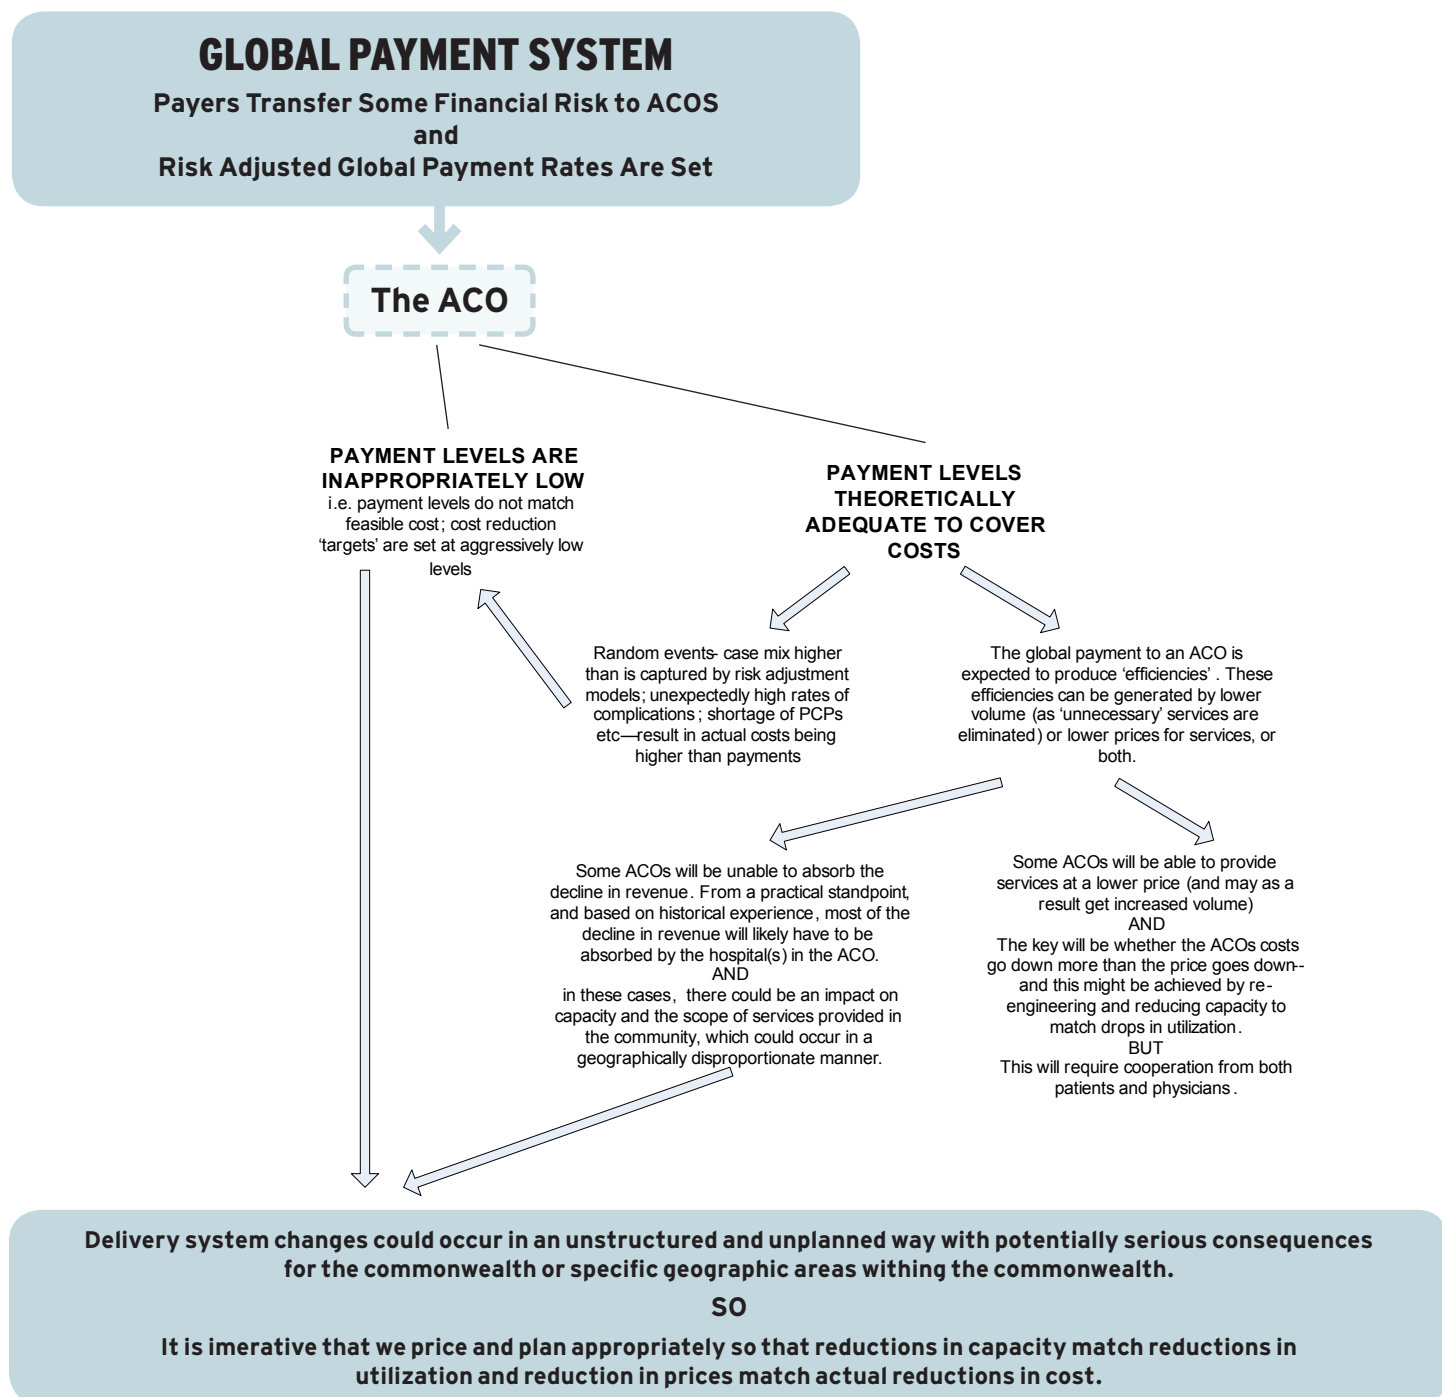 GLOBAL PAYMENT SYSTEM
Payers Transfer Some Financial Risk to ACOS
and
Risk Adjusted Global Payment Rates Are Set
The ACO
PAYMENT LEVELS ARE
INAPPROPRIATELY LOW
i.e. payment levels do not match
feasible cost; cost reduction
‘targets’ are set at aggressively low
levels
PAYMENT LEVELS
THEORETICALLY
ADEQUATE TO COVER
COSTS
Random events- case mix higher
than is captured by risk adjustment
models; unexpectedly high rates of
complications; shortage of PCPs
etc—result in actual costs being
higher than payments
The global payment to an ACO is
expected to produce ‘efficiencies’. These
efficiencies can be generated by lower
volume (as ‘unnecessary’ services are
eliminated) or lower prices for services, or
both.
Some ACOs will be unable to absorb the
decline in revenue. From a practical standpoint,
and based on historical experience, most of the
decline in revenue will likely have to be
absorbed by the hospital(s) in the ACO.
AND
in these cases, there could be an impact on
capacity and the scope of services provided in
the community, which could occur in a
geographically disproportionate manner.
Some ACOs will be able to provide
services at a lower price (and may as a
result get increased volume)
AND
The key will be whether the ACOs costs
go down more than the price goes down--
and this might be achieved by re-
engineering and reducing capacity to
match drops in utilization.
BUT
This will require cooperation from both
patients and physicians.
Delivery system changes could occur in an unstructured and unplanned way with potentially serious consequences
for the commonwealth or specific geographic areas withing the commonwealth.
SO
It is imerative that we price and plan appropriately so that reductions in capacity match reductions in
utilization and reduction in prices match actual reductions in cost.